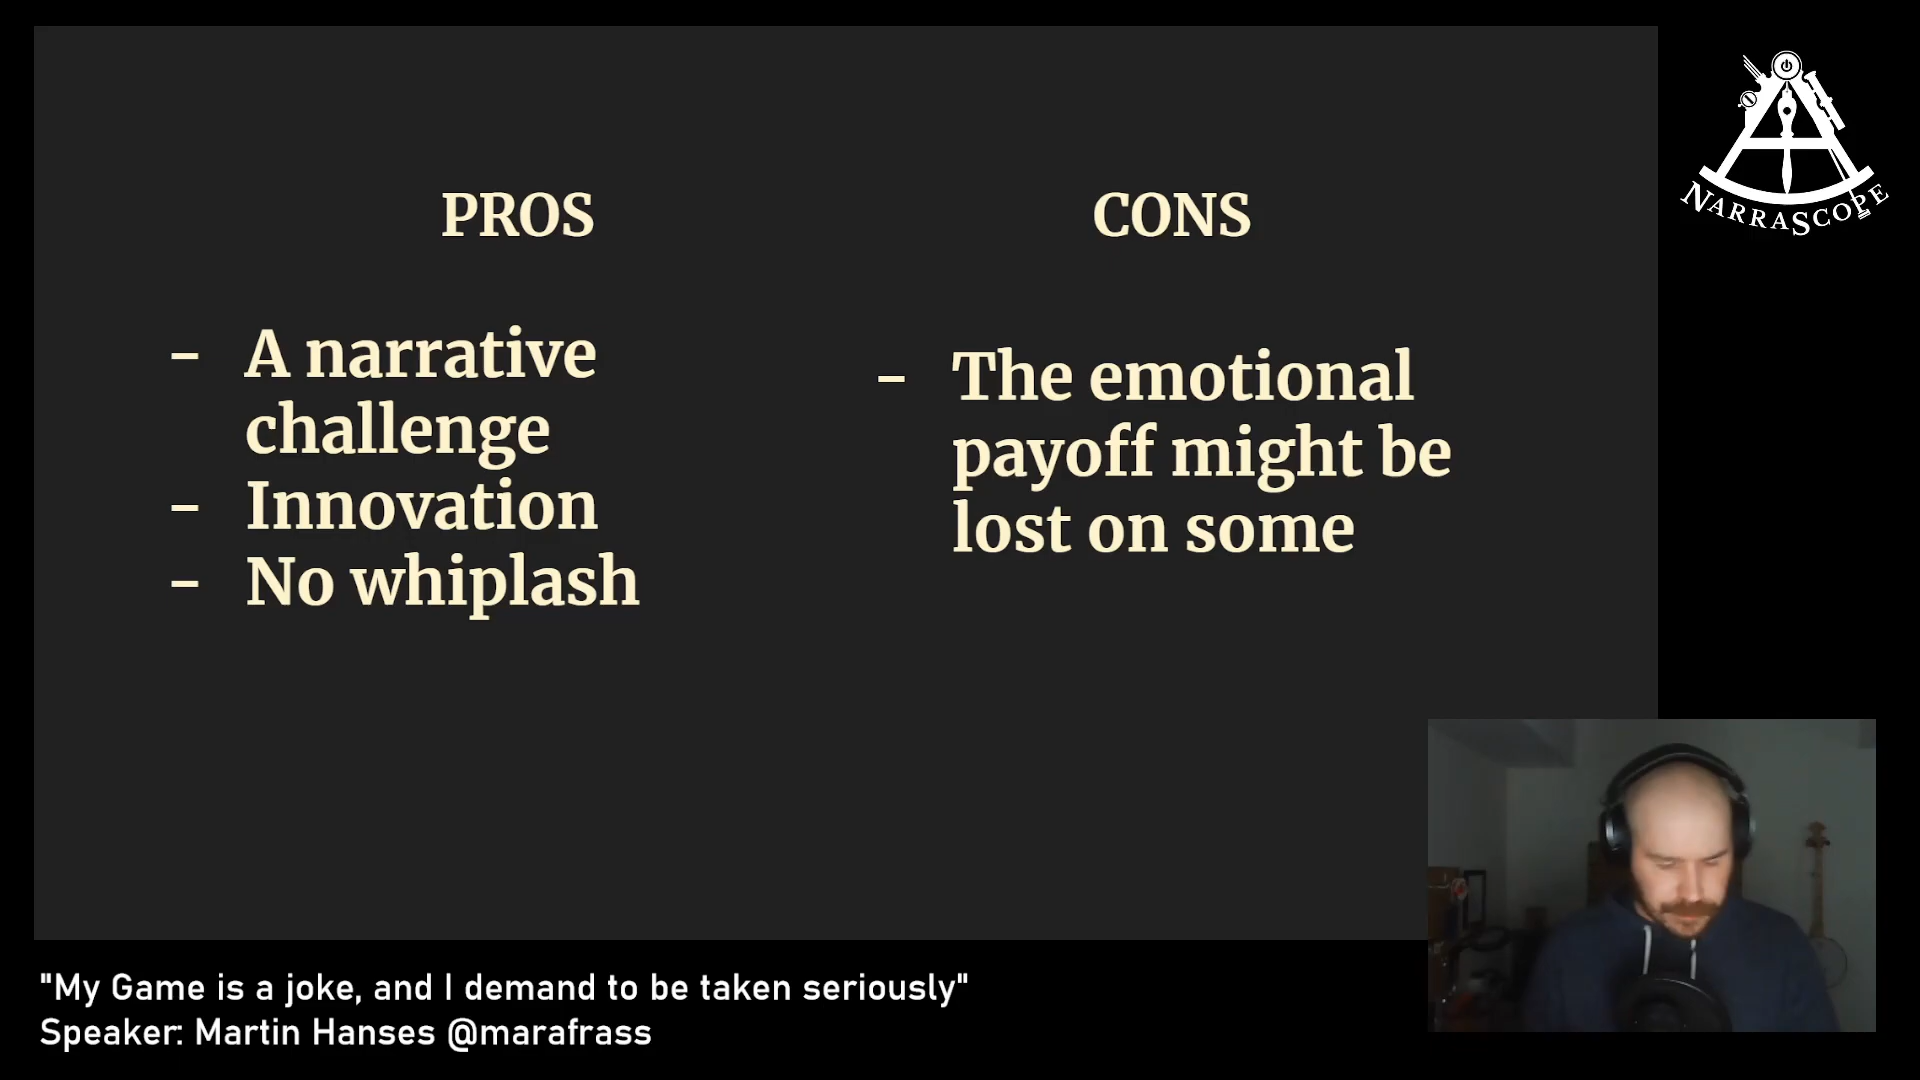 PROS
- A narrative
challenge
- Innovation
- No whiplash
CONS
- The emotional
payoff might be
lost on some
NARRASCOPE
"My Game is a joke, and I demand to be taken seriously"
Speaker: Martin Hanses @marafrass